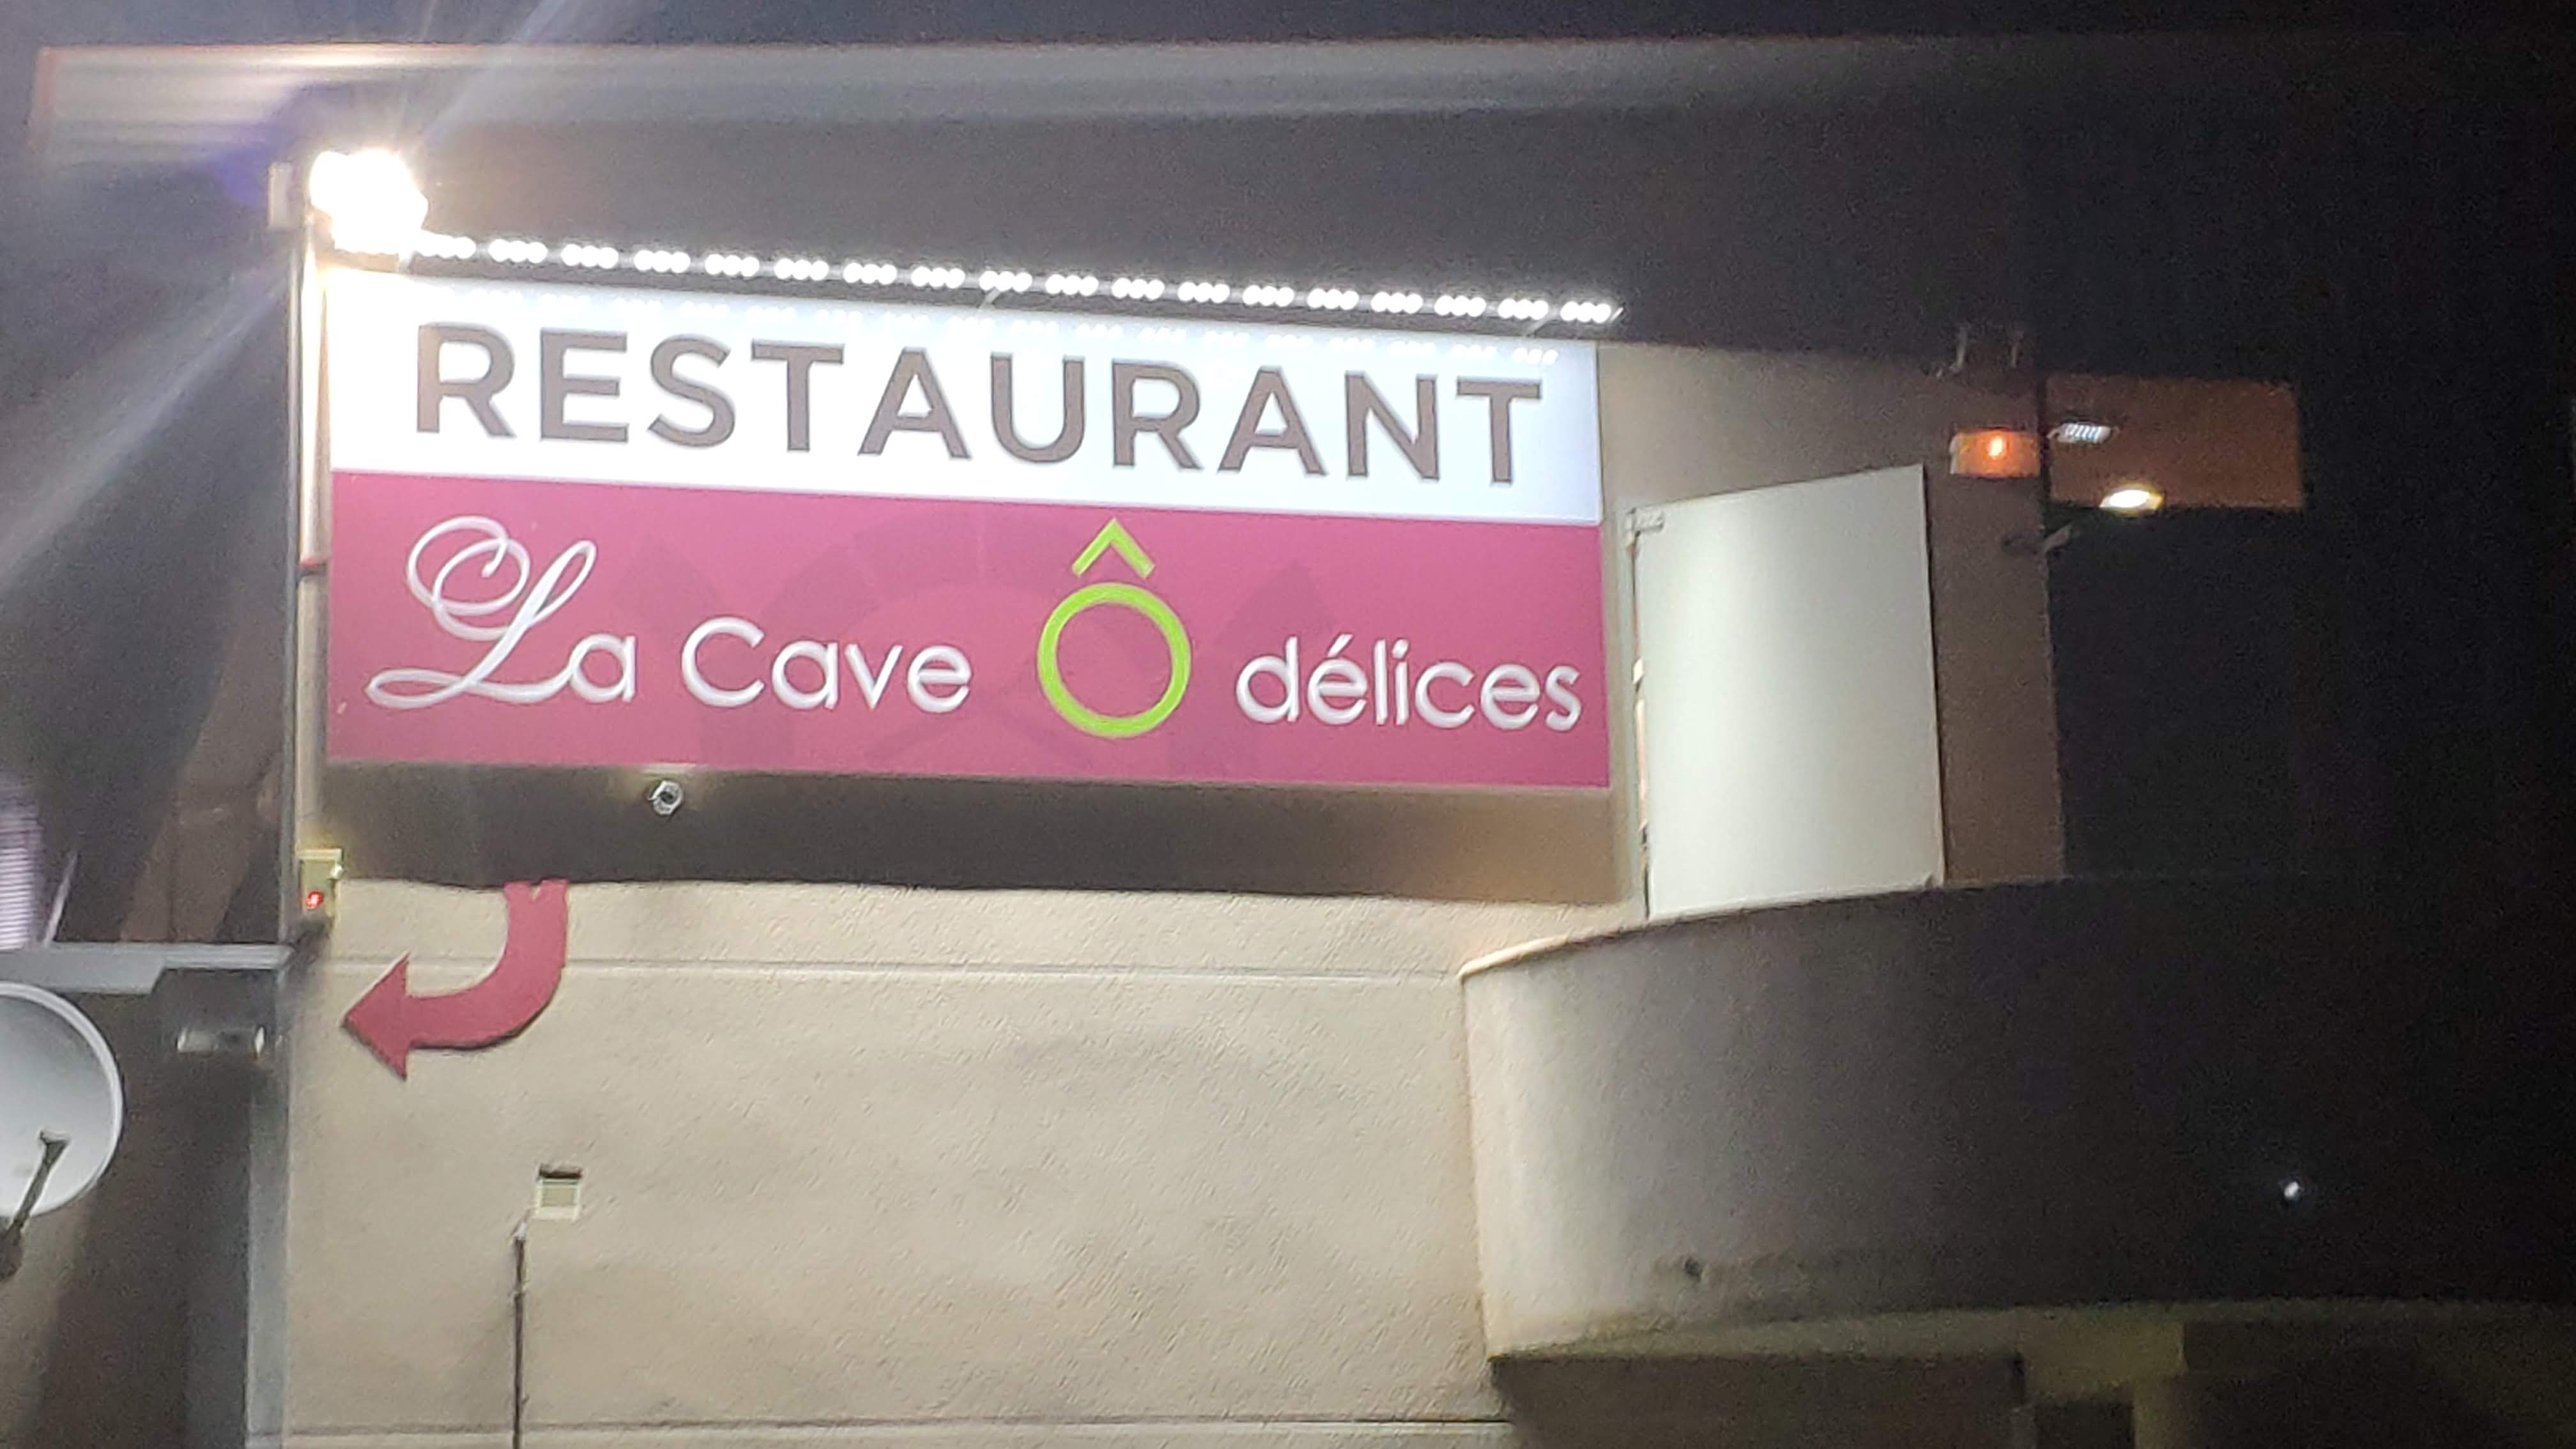 RESTAURANT
La Cave Ô délices